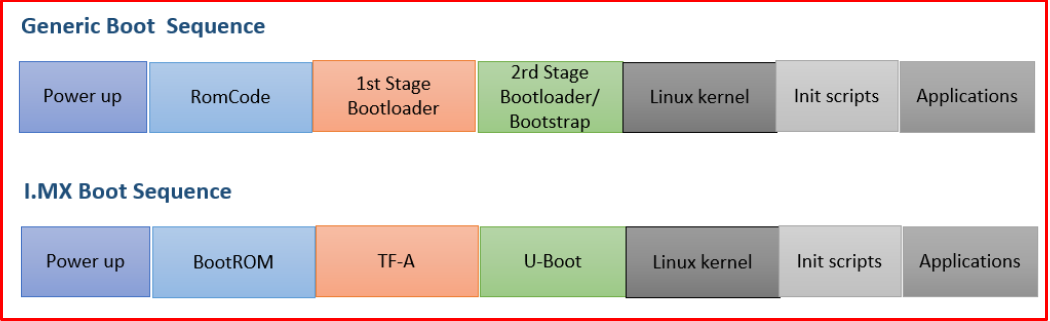 Generic Boot  Sequence
Power up
RomCode
1st Stage
Bootloader
2rd Stage
Bootloader/
Bootstrap
Linux kernel
Init scripts
Applications
I.MX Boot Sequence
Power up
BootROM
TF-A
U-Boot
Linux kernel
Init scripts
Applications